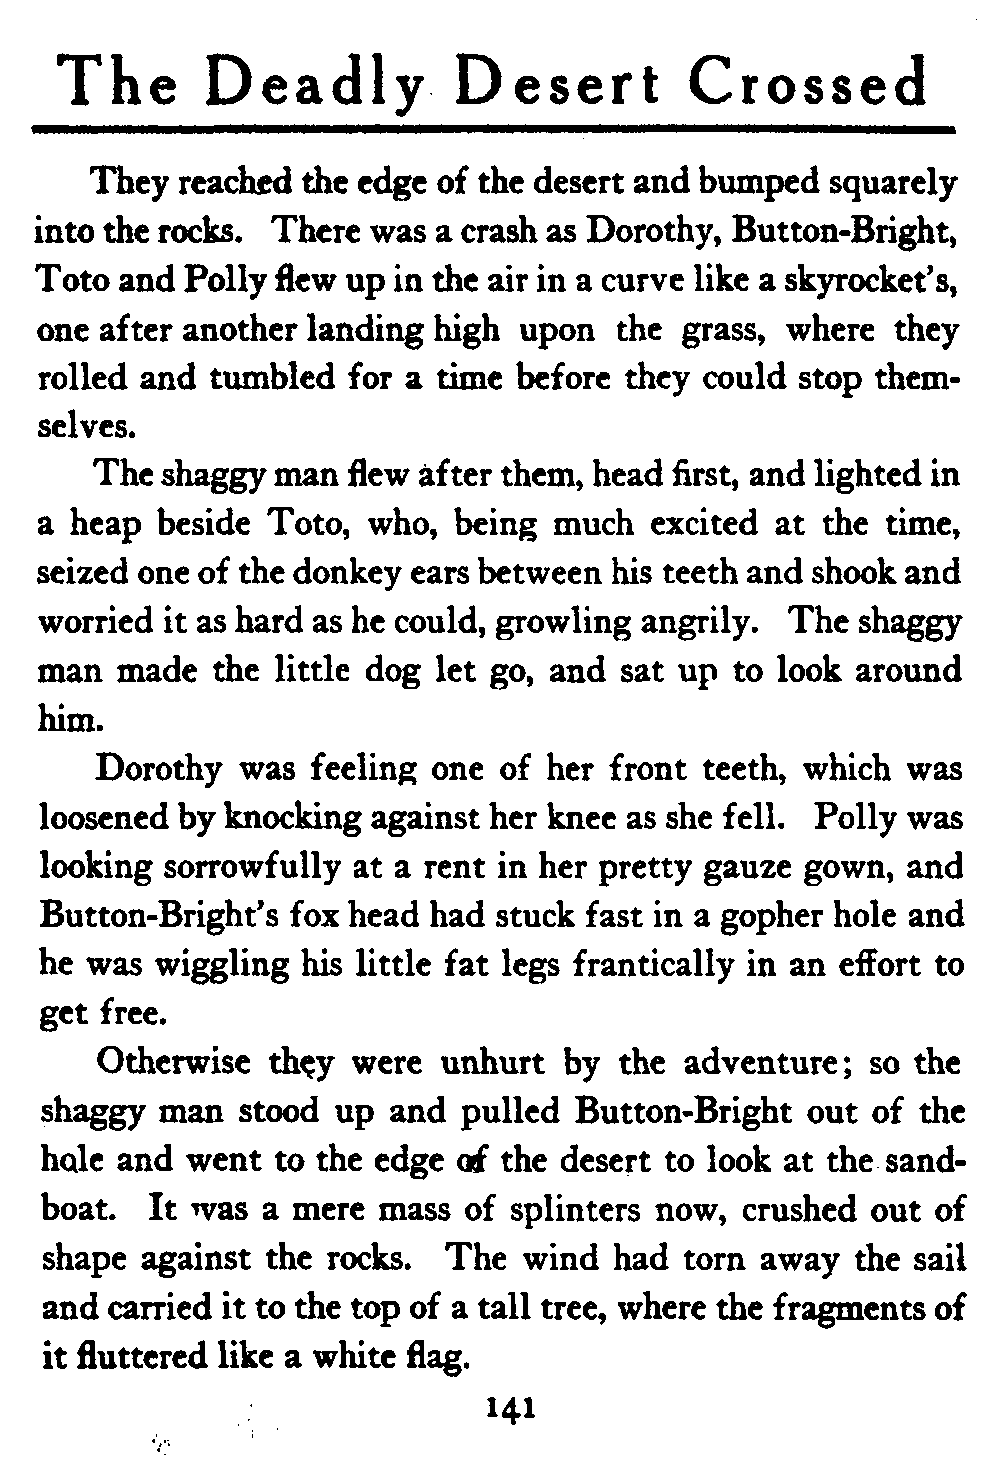 The Deadly Desert Crossed
They reached the edge of the desert and bumped squarely
into the rocks. There was a crash as Dorothy, Button-Bright,
Toto and Polly flew up in the air in a curve like a skyrocket's,
one after another landing high upon the grass, where they
rolled and tumbled for a time before they could stop them-
selves.
The shaggy man flew after them, head first, and lighted in
a heap beside Toto, who, being much excited at the time,
seized one of the donkey ears between his teeth and shook and
worried it as hard as he could, growling angrily. The shaggy
man made the little dog let go, and sat up to look around
him.
Dorothy was feeling one of her front teeth, which was
loosened by knocking against her knee as she fell. Polly was
looking sorrowfully at a rent in her pretty gauze gown, and
Button-Bright's fox head had stuck fast in a gopher hole and
he was wiggling his little fat legs frantically in an effort to
get free.
Otherwise they were unhurt by the adventure; so the
shaggy man stood up and pulled Button-Bright out of the
hole and went to the edge of the desert to look at the sand-
boat. It was a mere mass of splinters now, crushed out of
shape against the rocks. The wind had torn away the sail
and carried it to the top of a tall tree, where the fragments of
it fluttered like a white flag.
141